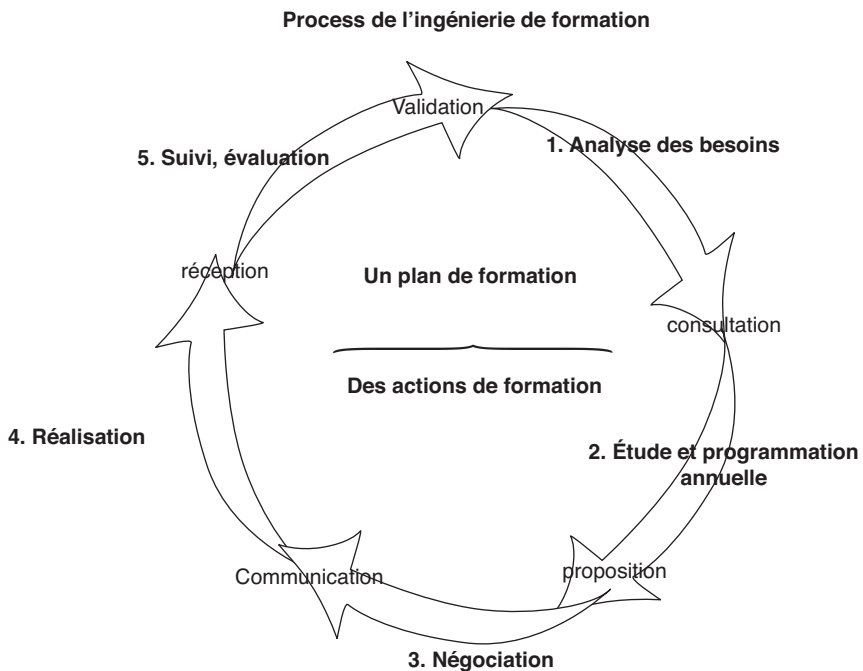 Process de l’ingénierie de formation
Validation
1. Analyse des besoins
5. Suivi, évaluation
réception
Un plan de formation
consultation
Des actions de formation
4. Réalisation
2. Étude et programmation
annuelle
Communication
proposition
3. Négociation